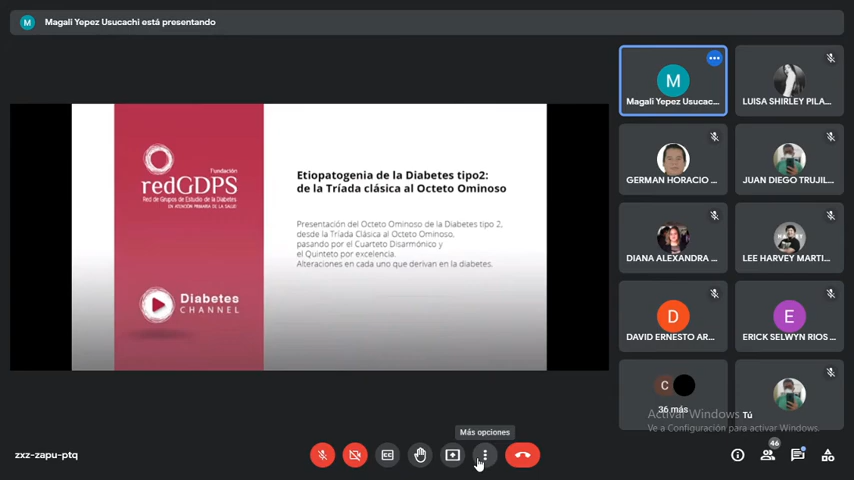 M Magali Yepez Usucachi está presentando
Fundación
redGDPS
Red de Grupos de Estudio de la Diabetes
EN ATENCIÓN PRIMARIA DE LA SALUD
Diabetes
CHANNEL
Etiopatogenia de la Diabetes tipo2:
de la Tríada clásica al Octeto Ominoso
Presentación del Octeto Ominoso de la Diabetes tipo 2,
desde la Tríada Clásica al Octeto Ominoso,
pasando por el Cuarteto Disarmónico y
el Quinteto por excelencia.
Alteraciones en cada uno que derivan en la diabetes.
M
Magali Yepez Usucac...
LUISA SHIRLEY PILA...
GERMAN HORACIO ...
JUAN DIEGO TRUJIL...
DIANA ALEXANDRA ...
LEE HARVEY MARTI...
D
DAVID ERNESTO AR...
E
ERICK SELWYN RIOS ...
C
36 más
Tú
Activar Windows
Ve a Configuración para activar Windows.
Más opciones
zxz-zapu-ptq
CC
46